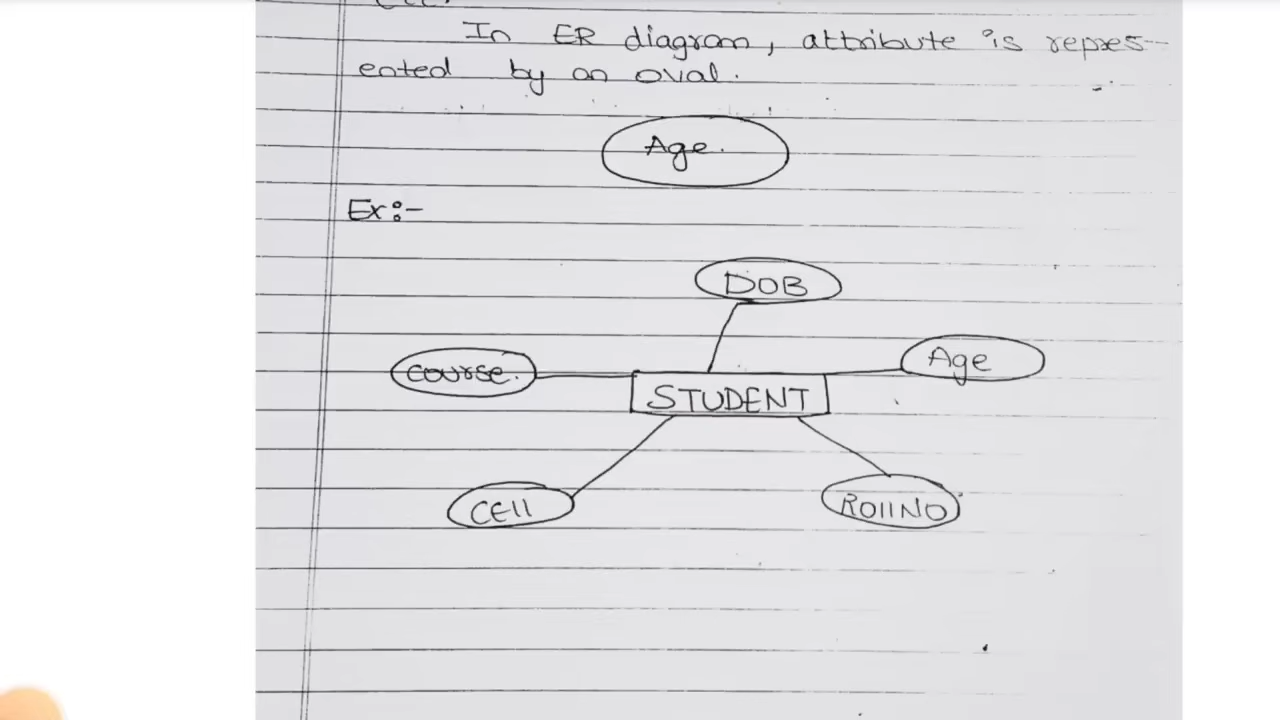 In ER diagram, attribute is repres-
ented by an oval.
Age.
Ex:-
DOB
Age
Course.
STUDENT
CEll
RollNO